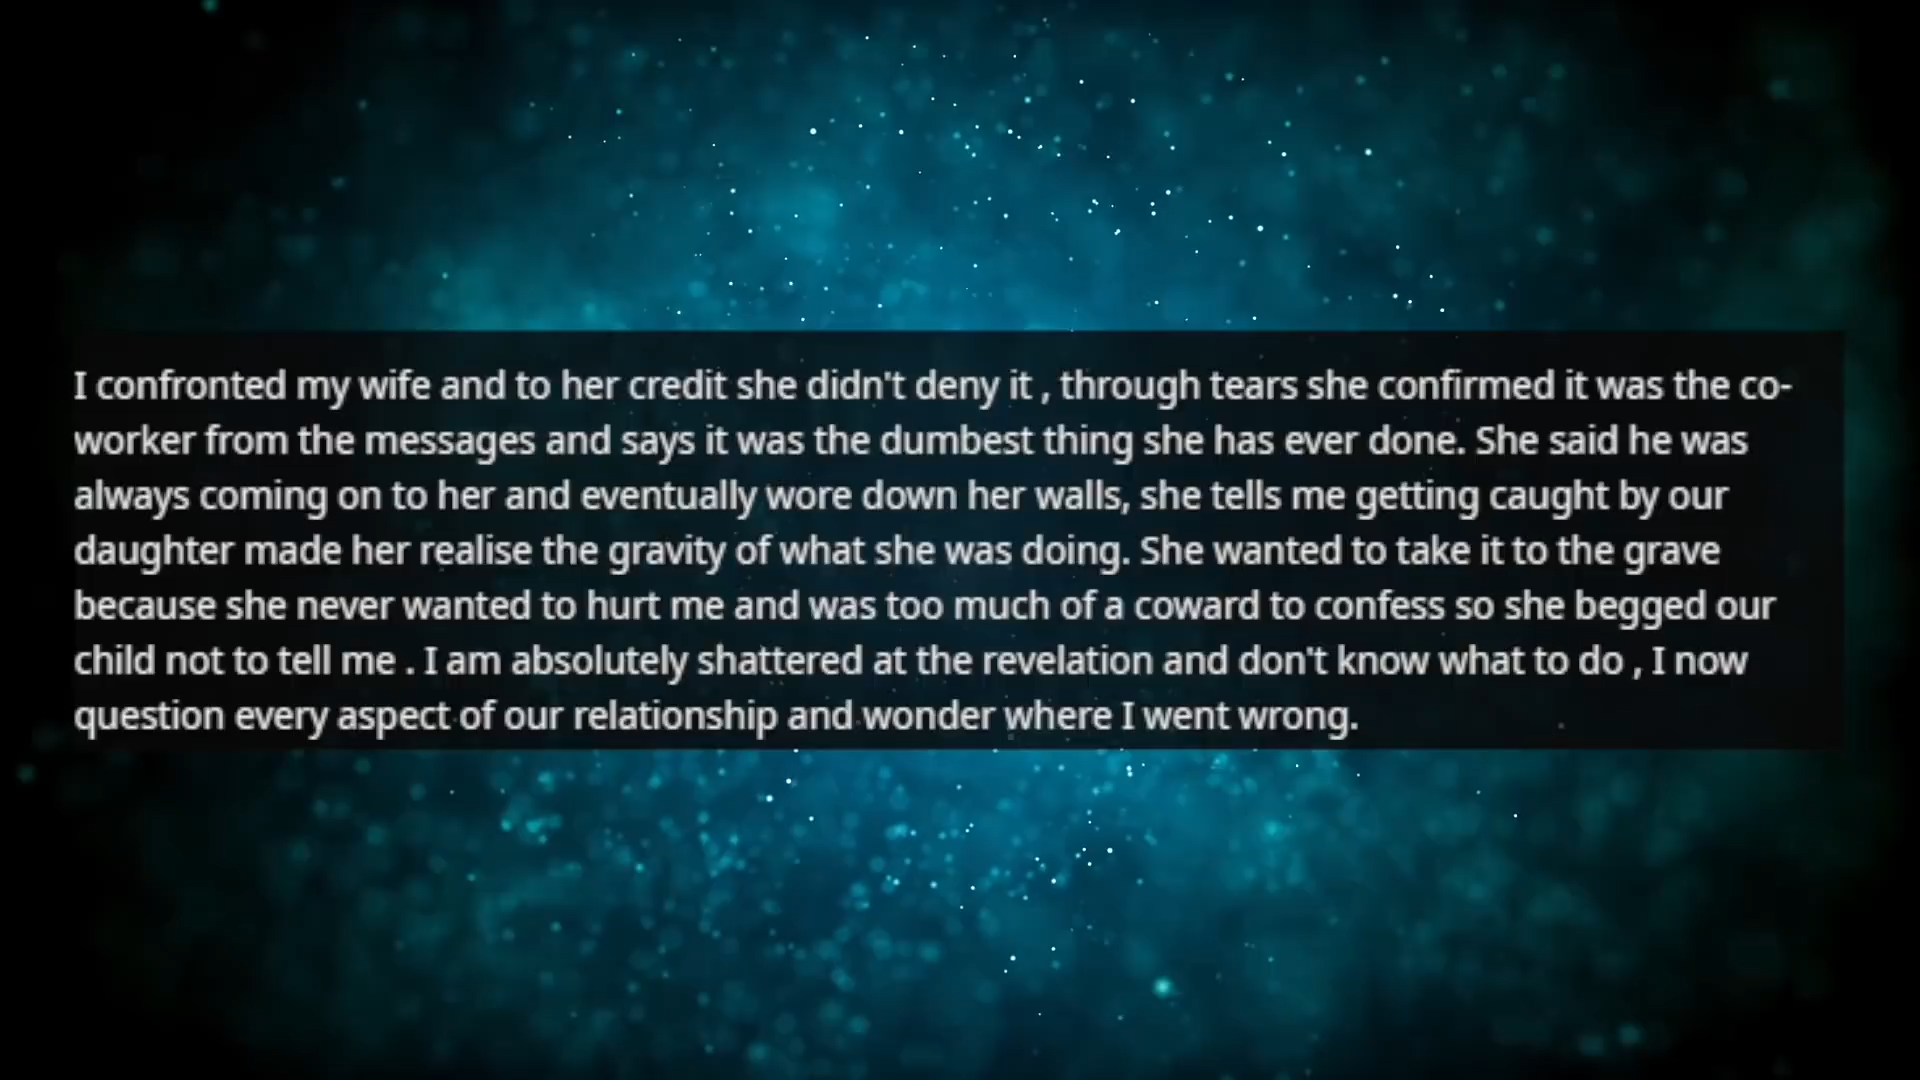 I confronted my wife and to her credit she didn't deny it , through tears she confirmed it was the co-
worker from the messages and says it was the dumbest thing she has ever done. She said he was
always coming on to her and eventually wore down her walls, she tells me getting caught by our
daughter made her realise the gravity of what she was doing. She wanted to take it to the grave
because she never wanted to hurt me and was too much of a coward to confess so she begged our
child not to tell me . I am absolutely shattered at the revelation and don't know what to do , I now
question every aspect of our relationship and wonder where I went wrong.